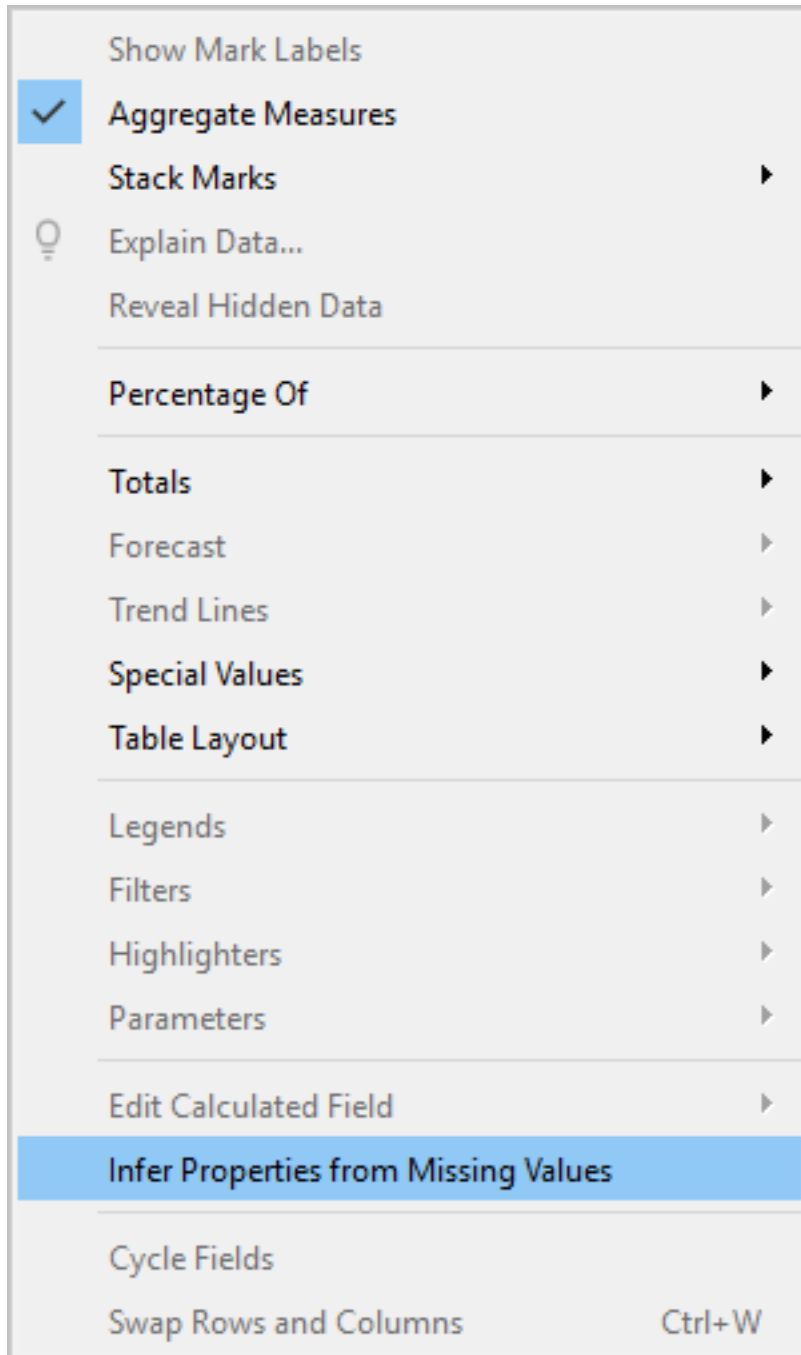 Show Mark Labels
Aggregate Measures
Stack Marks
Explain Data...
Reveal Hidden Data
Percentage Of
Totals
Forecast
Trend Lines
Special Values
Table Layout
Legends
Filters
Highlighters
Parameters
Edit Calculated Field
Infer Properties from Missing Values
Cycle Fields
Swap Rows and Columns Ctrl+W